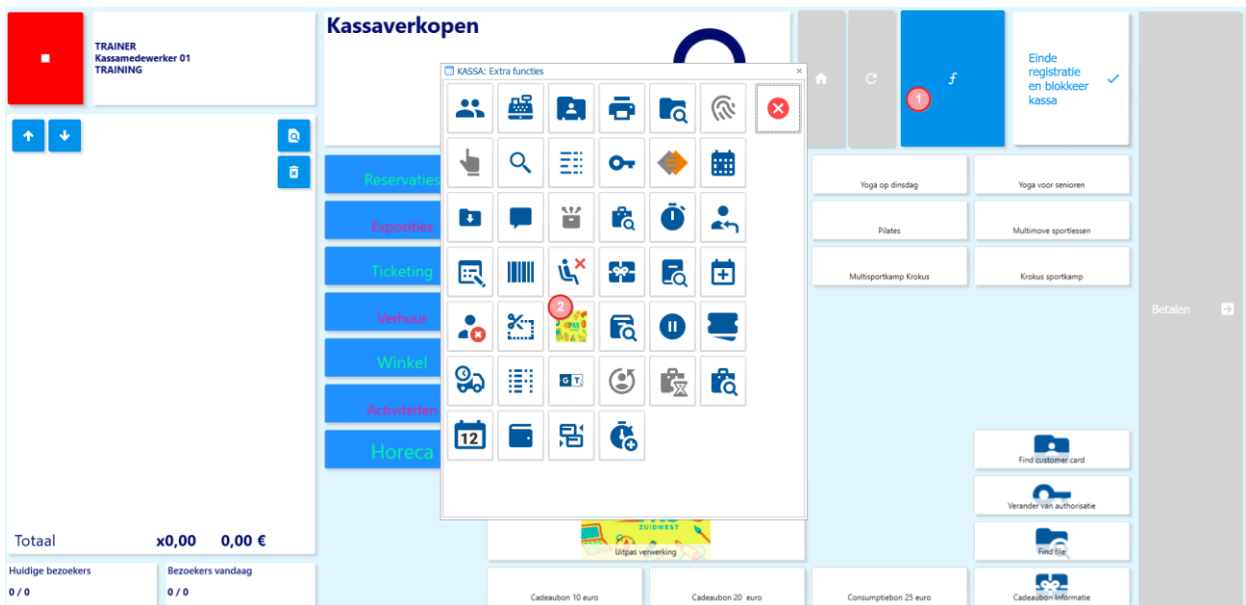 Kassaverkopen
TRAINER
Kassamedewerker 01
TRAINING
KASSA: Extra functies
Einde
registratie
en blokkeer
kassa
f
1
Reservaties
Exposities
Ticketing
Verhuur
Winkel
Activiteiten
Horeca
2
PAS
G T
12
Yoga op dinsdag
Yoga voor senioren
Pilates
Multimove sportlessen
Multisportkamp Krokus
Krokus sportkamp
Betalen
Find customer card
Verander van authorisatie
Find file
Cadeaubon Informatie
ZUIDWEST
Uitpas verwerking
Totaal x0,00 0,00 €
Huidige bezoekers
0 / 0
Bezoekers vandaag
0 / 0
Cadeaubon 10 euro
Cadeaubon 20 euro
Consumptiebon 25 euro